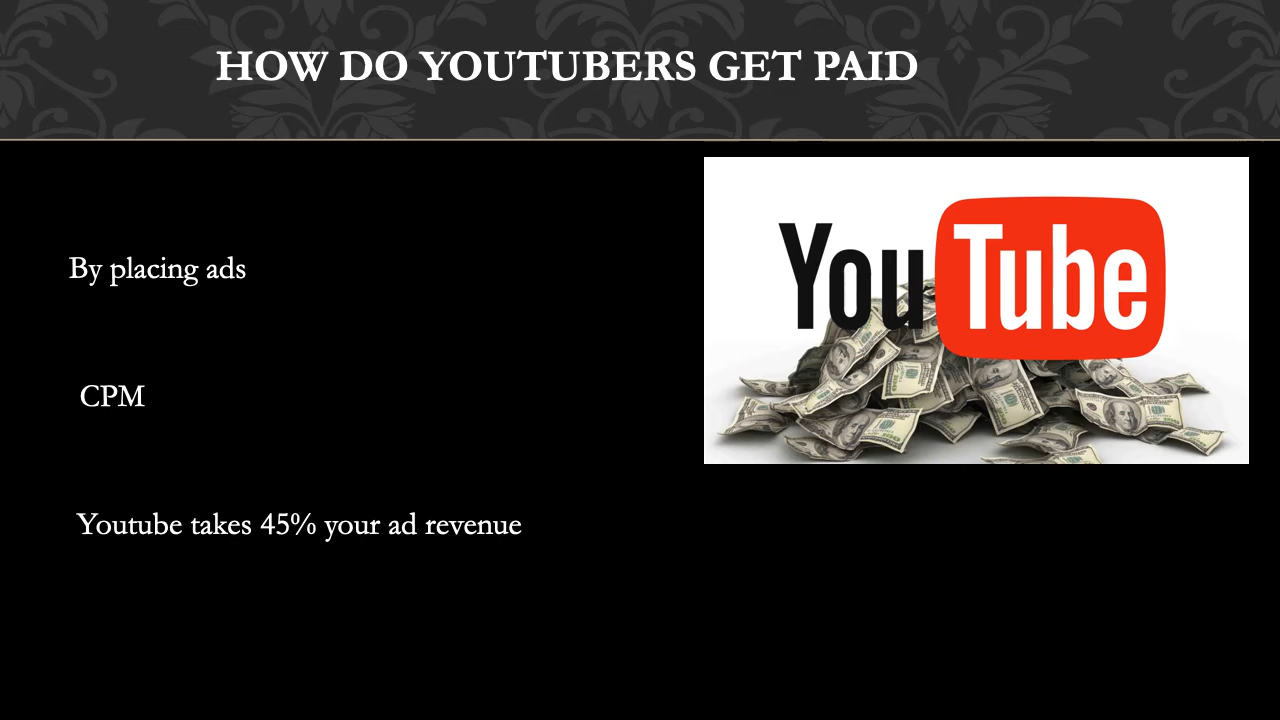 HOW DO YOUTUBERS GET PAID
By placing ads
CPM
Youtube takes 45% your ad revenue
YouTube